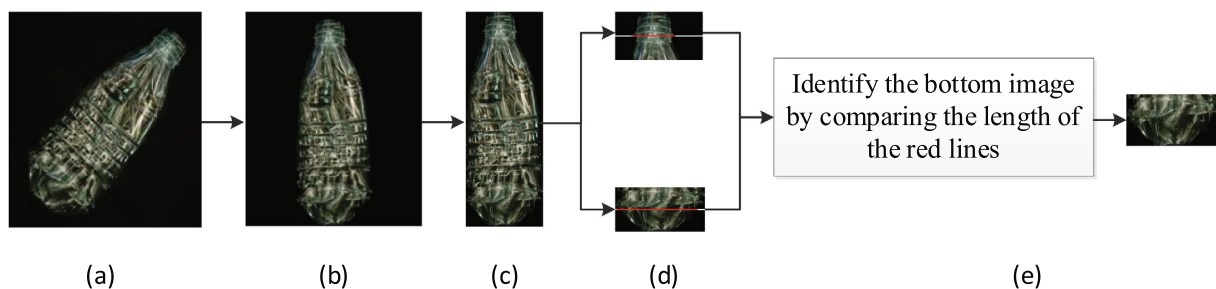 Identify the bottom image
by comparing the length of
the red lines
(a)
(b)
(c)
(d)
(e)